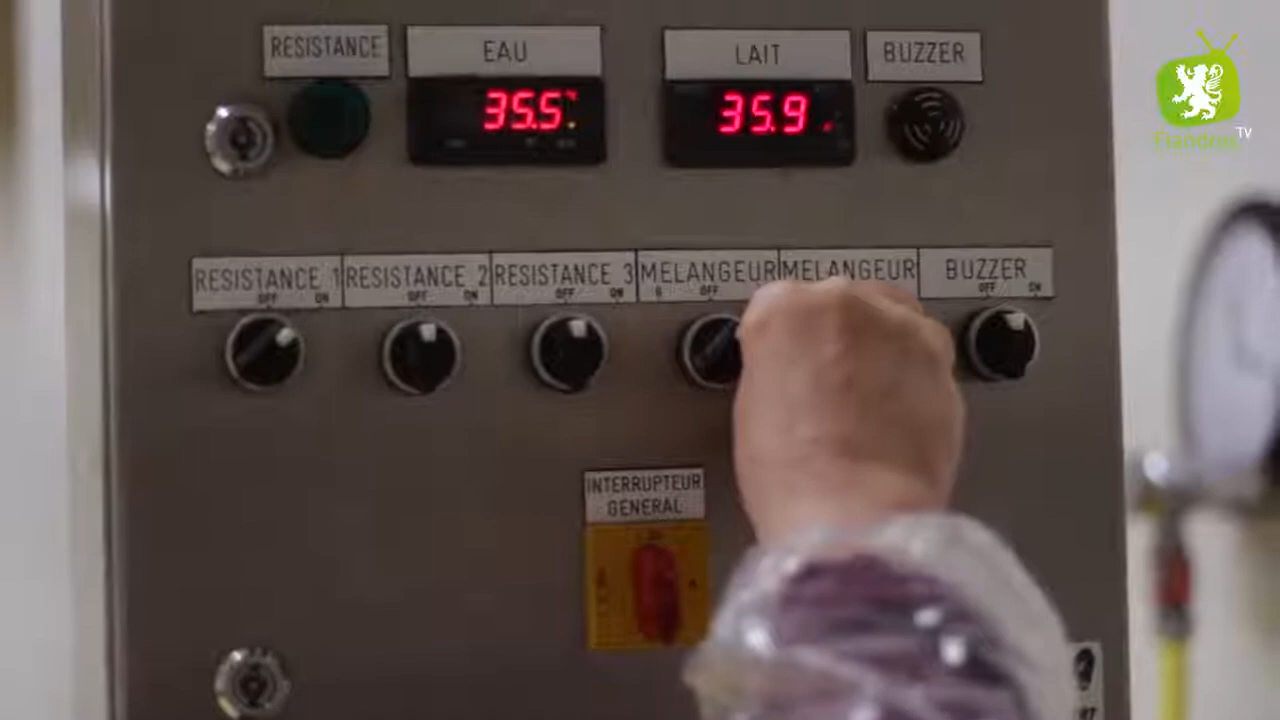 RESISTANCE
EAU
LAIT
BUZZER
35.5
35.9
RESISTANCE 1
OFF ON
RESISTANCE 2
OFF ON
RESISTANCE 3
OFF ON
MELANGEUR
G OFF
MELANGEUR
BUZZER
OFF ON
INTERRUPTEUR
GENERAL
Flandres TV